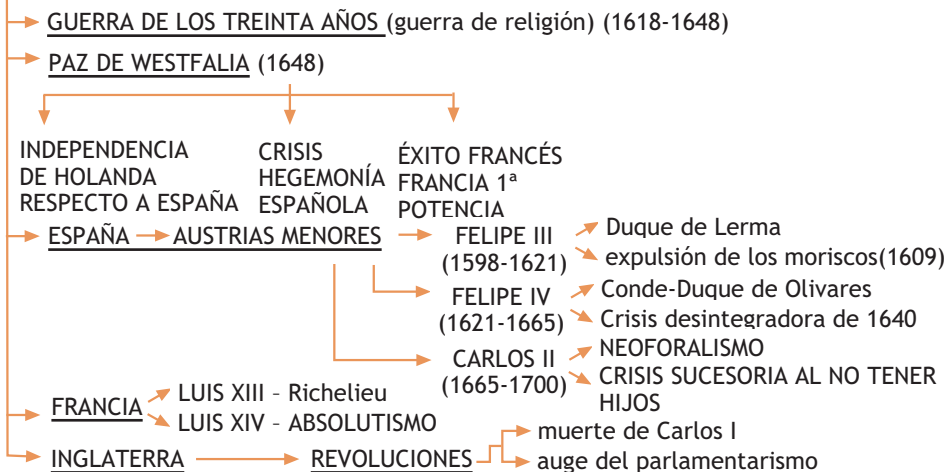 GUERRA DE LOS TREINTA AÑOS (guerra de religión) (1618-1648)
PAZ DE WESTFALIA (1648)
INDEPENDENCIA
DE HOLANDA
RESPECTO A ESPAÑA
CRISIS
HEGEMONÍA
ESPAÑOLA
ÉXITO FRANCÉS
FRANCIA 1ª
POTENCIA
ESPAÑA
AUSTRIAS MENORES
FELIPE III
(1598-1621)
Duque de Lerma
expulsión de los moriscos(1609)
FELIPE IV
(1621-1665)
Conde-Duque de Olivares
Crisis desintegradora de 1640
CARLOS II
(1665-1700)
NEOFORALISMO
CRISIS SUCESORIA AL NO TENER
HIJOS
FRANCIA
LUIS XIII – Richelieu
LUIS XIV – ABSOLUTISMO
INGLATERRA
REVOLUCIONES
muerte de Carlos I
auge del parlamentarismo